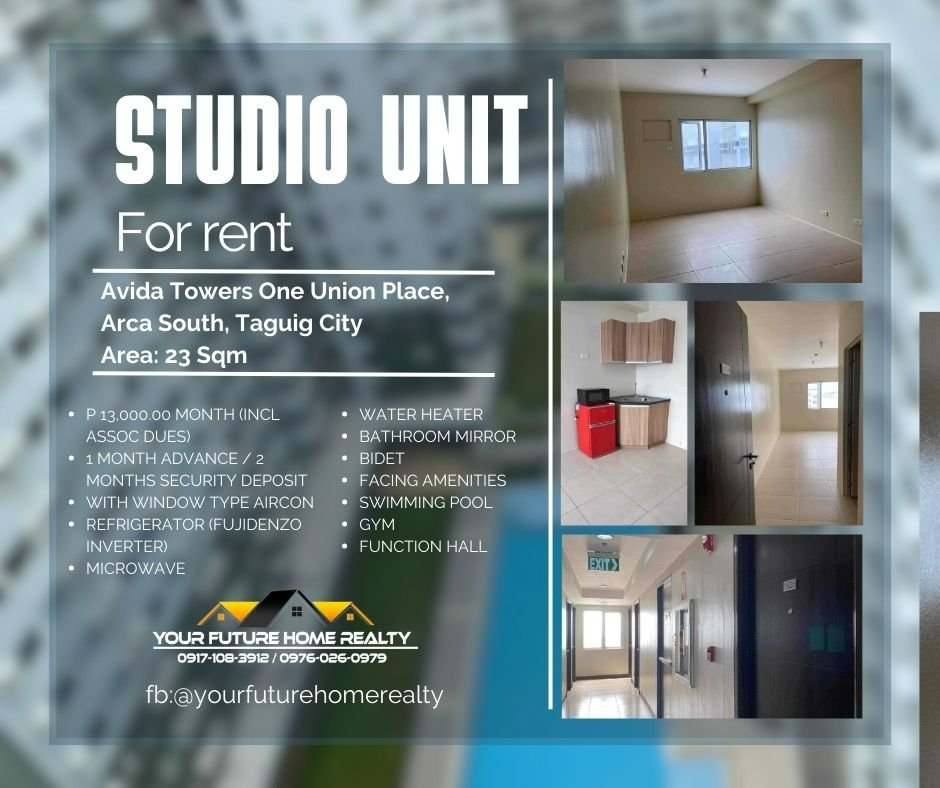 STUDIO UNIT
For rent
Avida Towers One Union Place,
Arca South, Taguig City
Area: 23 Sqm
P 13,000.00 MONTH (INCL
ASSOC DUES)
1 MONTH ADVANCE / 2
MONTHS SECURITY DEPOSIT
WITH WINDOW TYPE AIRCON
REFRIGERATOR (FUJIDENZO
INVERTER)
MICROWAVE
WATER HEATER
BATHROOM MIRROR
BIDET
FACING AMENITIES
SWIMMING POOL
GYM
FUNCTION HALL
YOUR FUTURE HOME REALTY
0917-108-3912 / 0976-026-0979
fb:@yourfuturehomerealty
EXIT